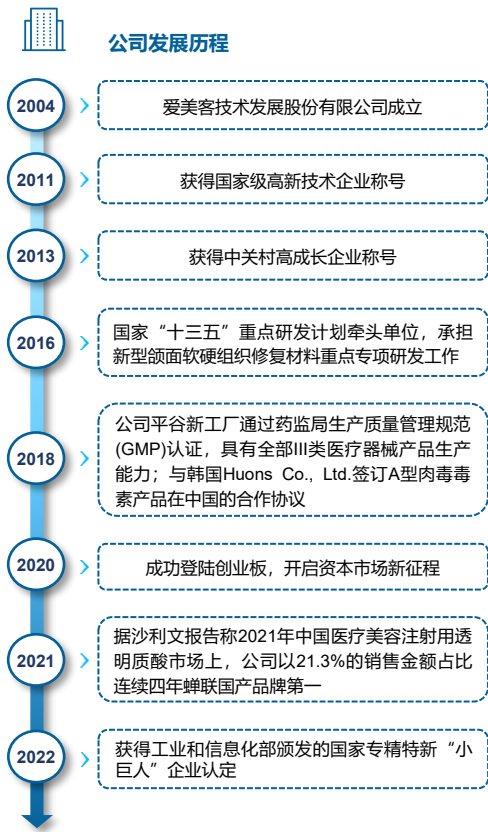 公司发展历程
2004
爱美客技术发展股份有限公司成立
2011
获得国家级高新技术企业称号
2013
获得中关村高成长企业称号
2016
国家“十三五”重点研发计划牵头单位，承担
新型颌面软硬组织修复材料重点专项研发工作
2018
公司平谷新工厂通过药监局生产质量管理规范
(GMP)认证，具有全部III类医疗器械产品生产
能力；与韩国Huons Co., Ltd.签订A型肉毒毒
素产品在中国的合作协议
2020
成功登陆创业板，开启资本市场新征程
2021
据沙利文报告称2021年中国医疗美容注射用透
明质酸市场上，公司以21.3%的销售金额占比
连续四年蝉联国产品牌第一
2022
获得工业和信息化部颁发的国家专精特新“小
巨人”企业认定